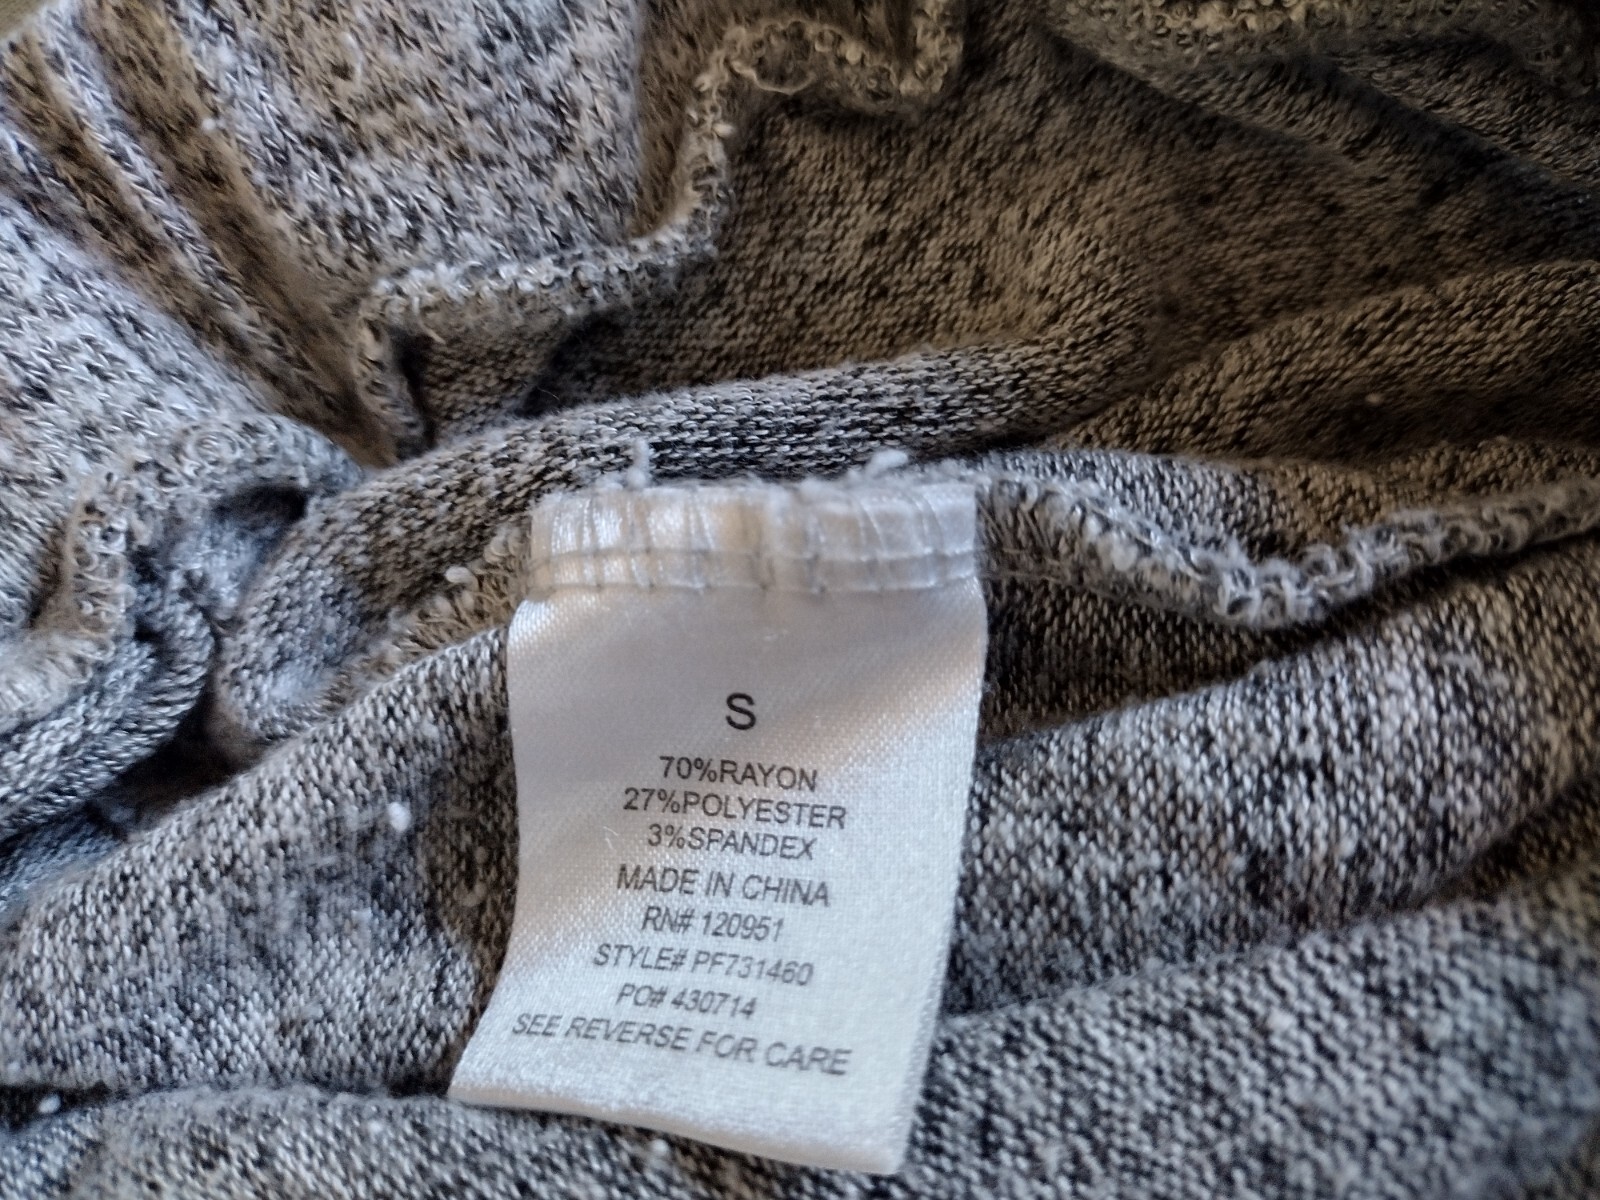 S
70%RAYON
27%POLYESTER
3%SPANDEX
MADE IN CHINA
RN# 120951
STYLE# PF731460
PO# 430714
SEE REVERSE FOR CARE